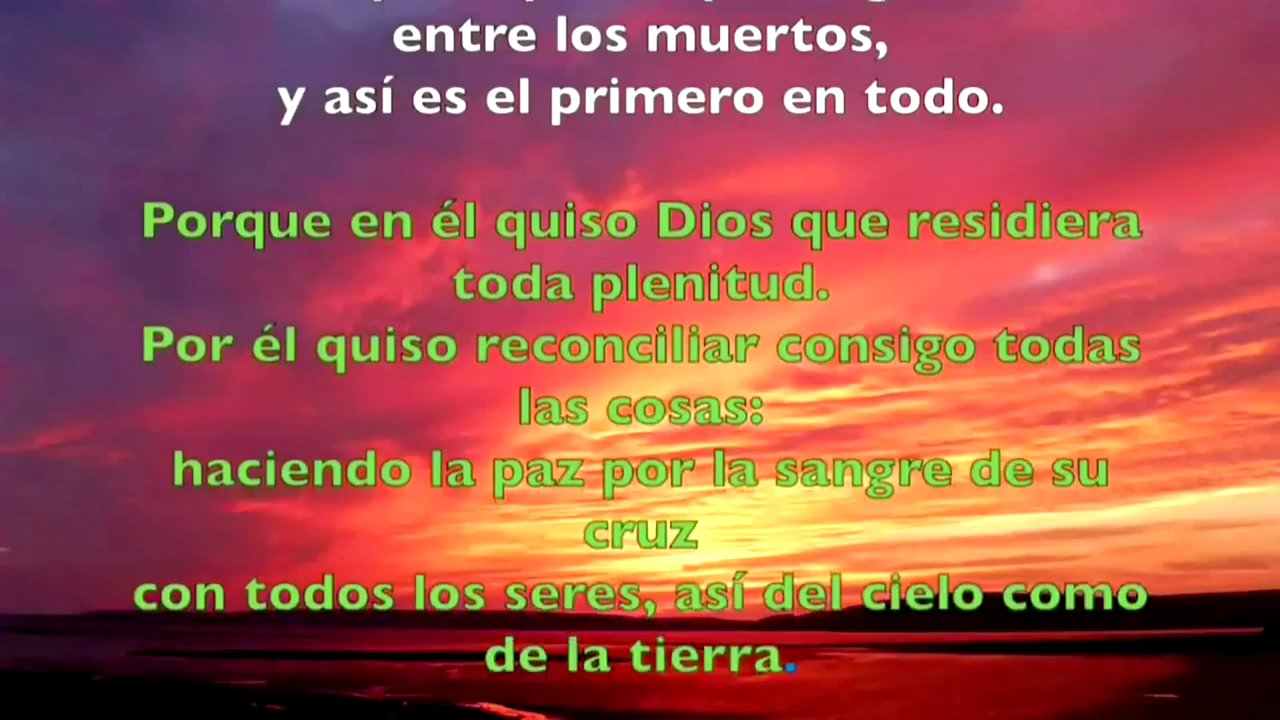 entre los muertos,
y así es el primero en todo.
Porque en él quiso Dios que residiera
toda plenitud.
Por él quiso reconciliar consigo todas
las cosas:
haciendo la paz por la sangre de su
cruz
con todos los seres, así del cielo como
de la tierra.